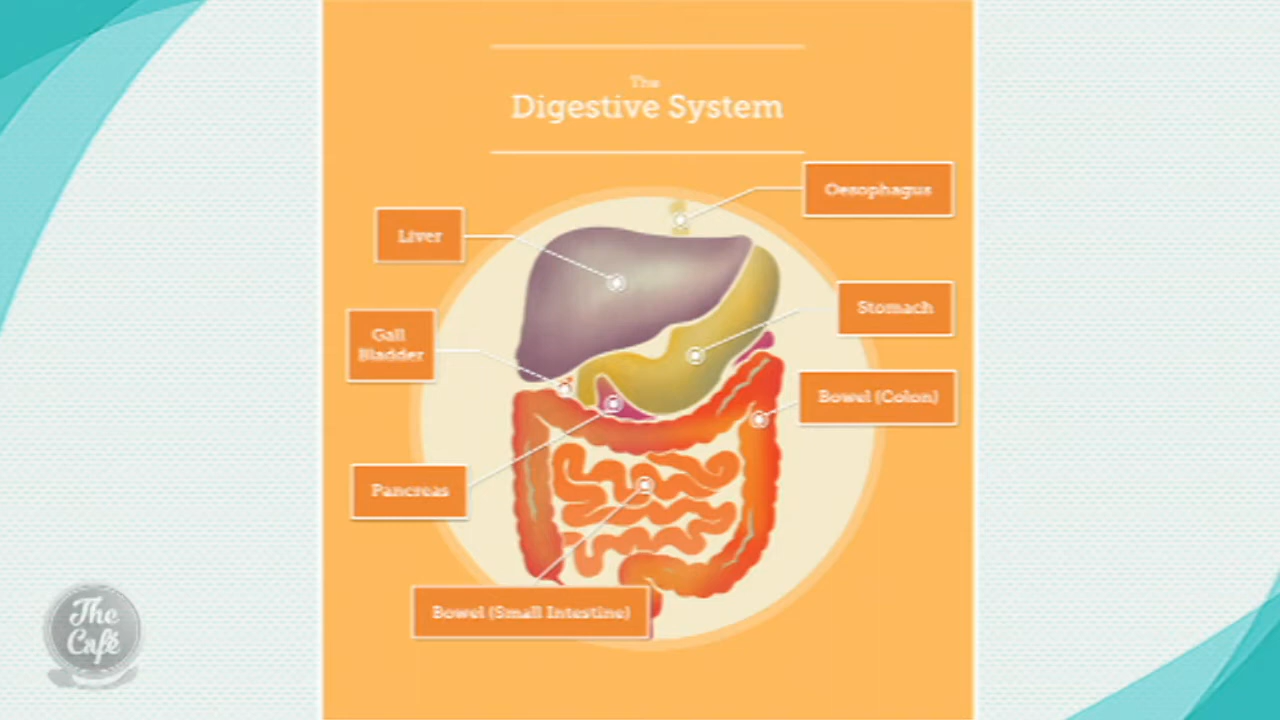 The
Digestive System
Oesophagus
Liver
Stomach
Gall
Bladder
Bowel (Colon)
Pancreas
Bowel (Small Intestine)
The
Café